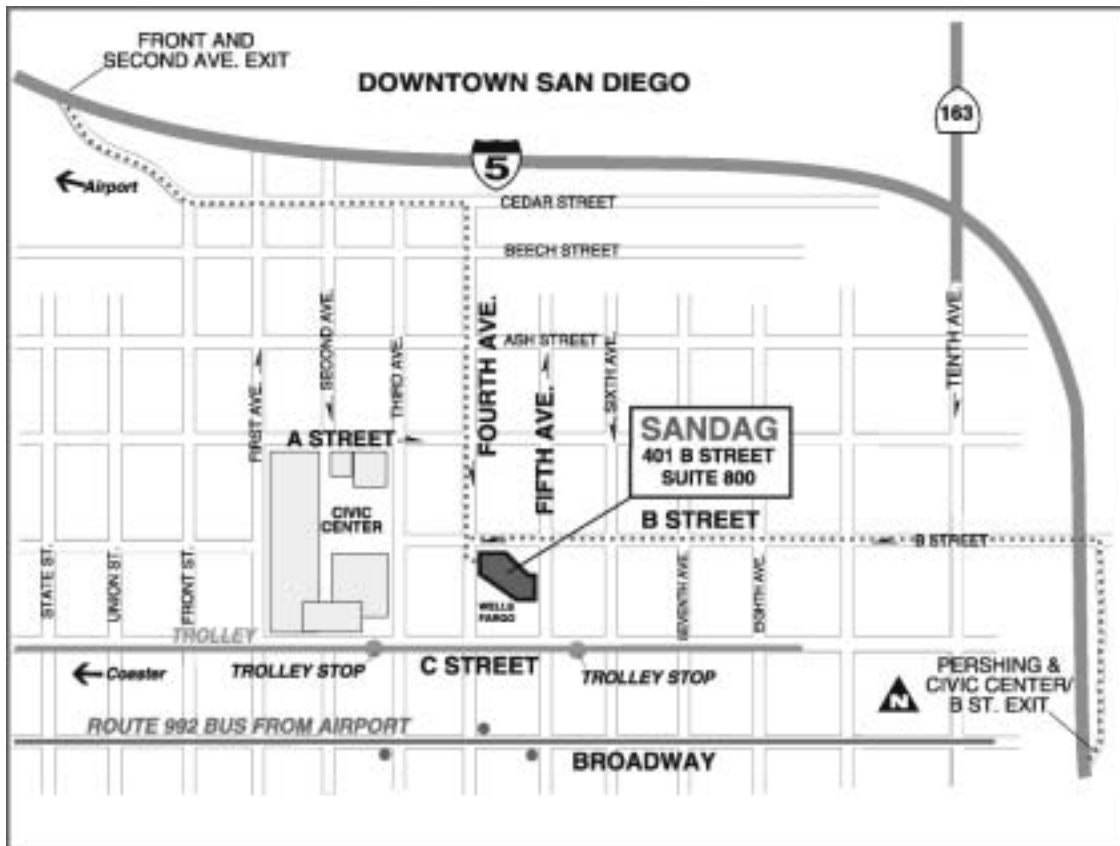 FRONT AND
SECOND AVE. EXIT
DOWNTOWN SAN DIEGO
163
5
Airport
CEDAR STREET
BEECH STREET
ASH STREET
FIRST AVE.
SECOND AVE.
THIRD AVE.
FOURTH AVE.
FIFTH AVE.
SIXTH AVE.
TENTH AVE.
A STREET
SANDAG
401 B STREET
SUITE 800
CIVIC
CENTER
B STREET
B STREET
STATE ST.
UNION ST.
FRONT ST.
WELLS
FARGO
SEVENTH AVE.
EIGHTH AVE.
TROLLEY
TROLLEY STOP
C STREET
TROLLEY STOP
Coaster
PERSHING &
CIVIC CENTER/
B ST. EXIT
N
ROUTE 992 BUS FROM AIRPORT
BROADWAY